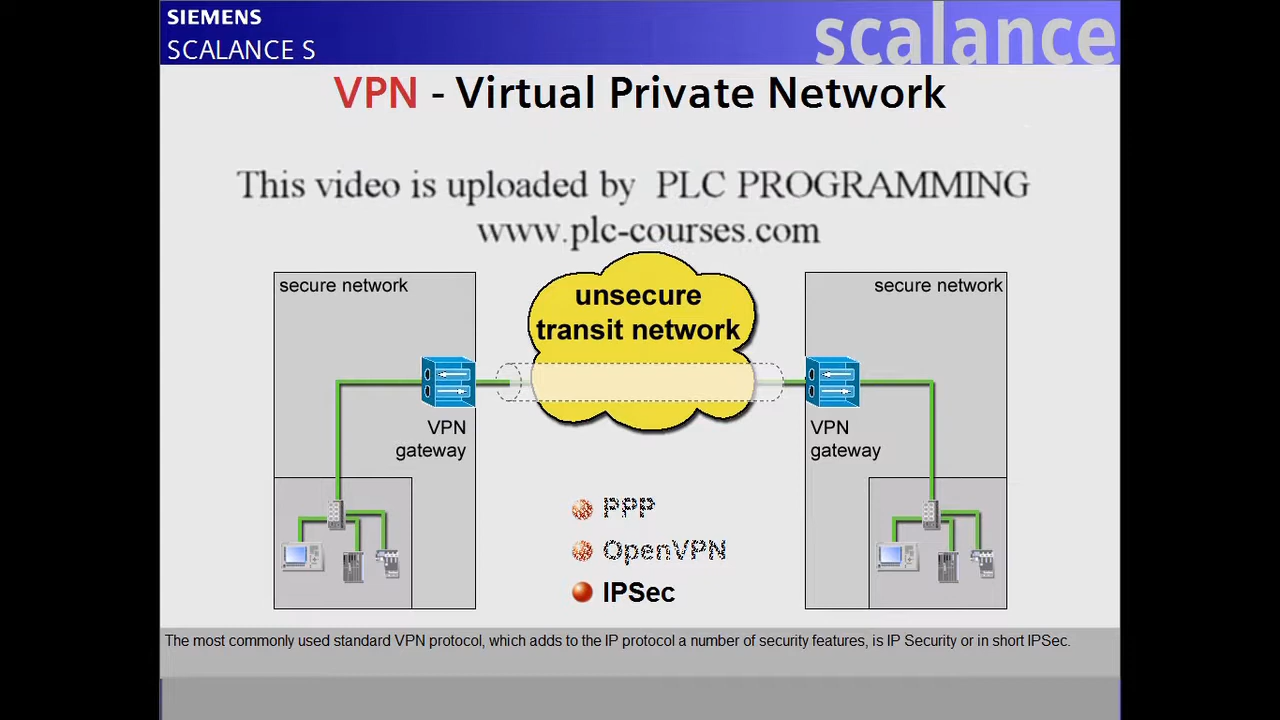 SIEMENS
SCALANCE S
scalance
VPN - Virtual Private Network
This video is uploaded by PLC PROGRAMMING
www.plc-courses.com
secure network
unsecure
transit network
secure network
VPN
gateway
VPN
gateway
PPP
OpenVPN
IPSec
The most commonly used standard VPN protocol, which adds to the IP protocol a number of security features, is IP Security or in short IPSec.